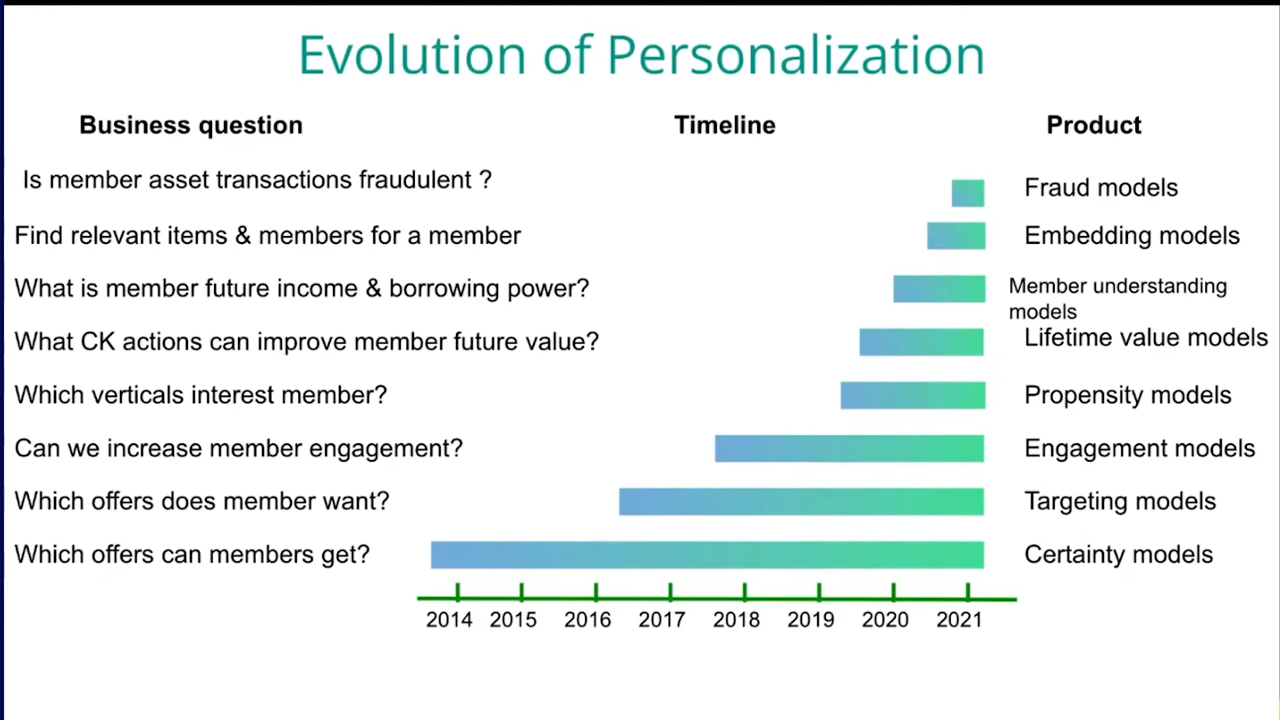 Evolution of Personalization
Business question Timeline Product
Is member asset transactions fraudulent ? Fraud models
Find relevant items & members for a member Embedding models
What is member future income & borrowing power? Member understanding
models
What CK actions can improve member future value? Lifetime value models
Which verticals interest member? Propensity models
Can we increase member engagement? Engagement models
Which offers does member want? Targeting models
Which offers can members get? Certainty models
2014 2015 2016 2017 2018 2019 2020 2021